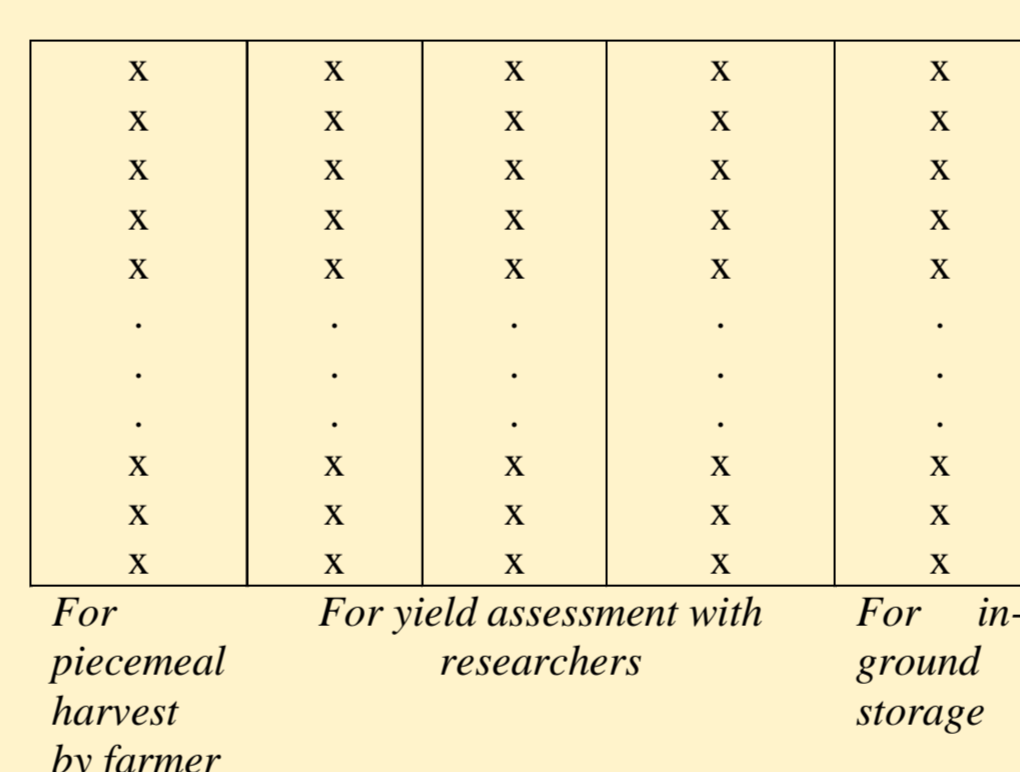 x x x x x
x x x x x
x x x x x
x x x x x
x x x x x
. . . . .
. . . . .
. . . . .
x x x x x
x x x x x
x x x x x
For
piecemeal
harvest
by farmer
For yield assessment with
researchers
For in-
ground
storage